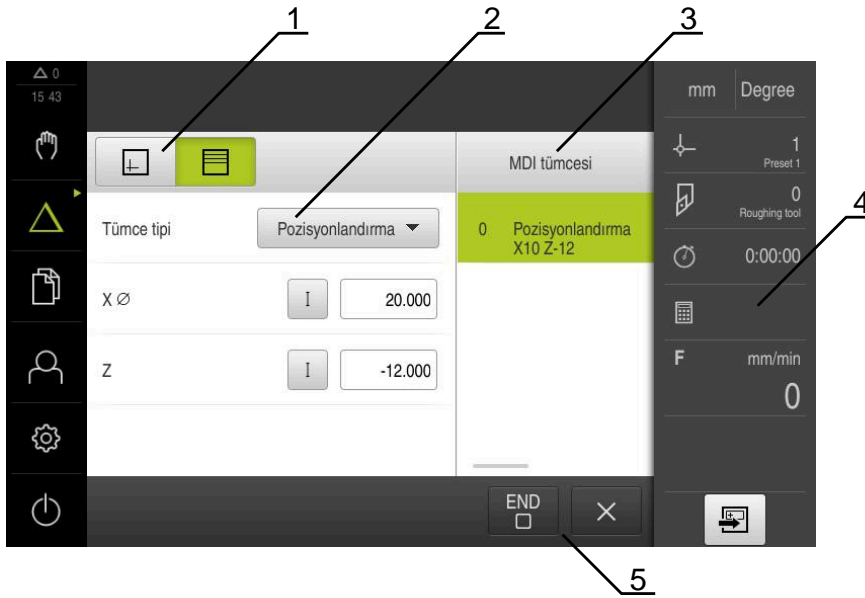 1
2
3
0
15 43
mm Degree
1
Preset 1
MDI tümcesi
0
Roughing tool
4
Tümce tipi
Pozisyonlandırma
0 Pozisyonlandırma
X10 Z-12
0:00:00
X Ø
I
20.000
Z
I
-12.000
F mm/min
0
END
5